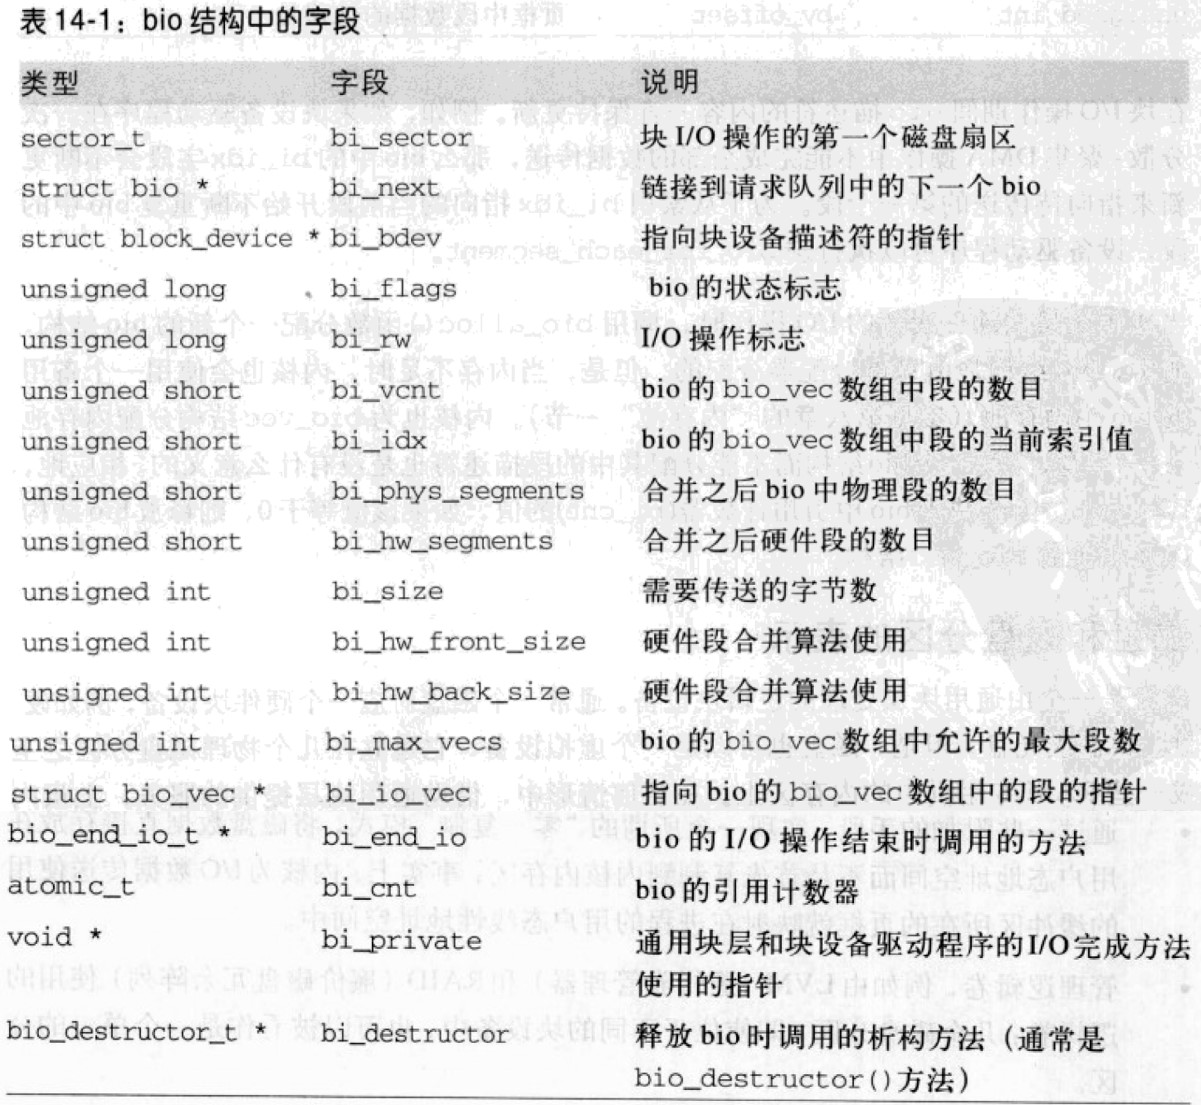 表 14-1：bio 结构中的字段
类型 字段 说明
sector_t bi_sector 块 I/O 操作的第一个磁盘扇区
struct bio * bi_next 链接到请求队列中的下一个 bio
struct block_device * bi_bdev 指向块设备描述符的指针
unsigned long bi_flags bio 的状态标志
unsigned long bi_rw I/O 操作标志
unsigned short bi_vcnt bio 的 bio_vec 数组中段的数目
unsigned short bi_idx bio 的 bio_vec 数组中段的当前索引值
unsigned short bi_phys_segments 合并之后 bio 中物理段的数目
unsigned short bi_hw_segments 合并之后硬件段的数目
unsigned int bi_size 需要传送的字节数
unsigned int bi_hw_front_size 硬件段合并算法使用
unsigned int bi_hw_back_size 硬件段合并算法使用
unsigned int bi_max_vecs bio 的 bio_vec 数组中允许的最大段数
struct bio_vec * bi_io_vec 指向 bio 的 bio_vec 数组中的段的指针
bio_end_io_t * bi_end_io bio 的 I/O 操作结束时调用的方法
atomic_t bi_cnt bio 的引用计数器
void * bi_private 通用块层和块设备驱动程序的 I/O 完成方法
使用的指针
bio_destructor_t * bi_destructor 释放 bio 时调用的析构方法（通常是
bio_destructor()方法）